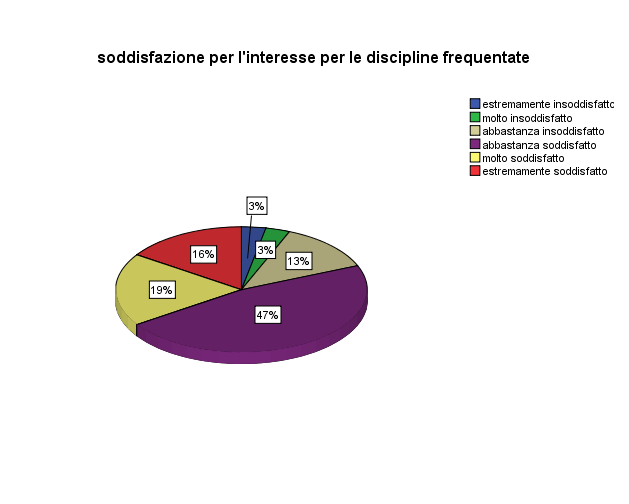 soddisfazione per l'interesse per le discipline frequentate
estremamente insoddisfatto
molto insoddisfatto
abbastanza insoddisfatto
abbastanza soddisfatto
molto soddisfatto
estremamente soddisfatto
3%
3%
16%
13%
19%
47%